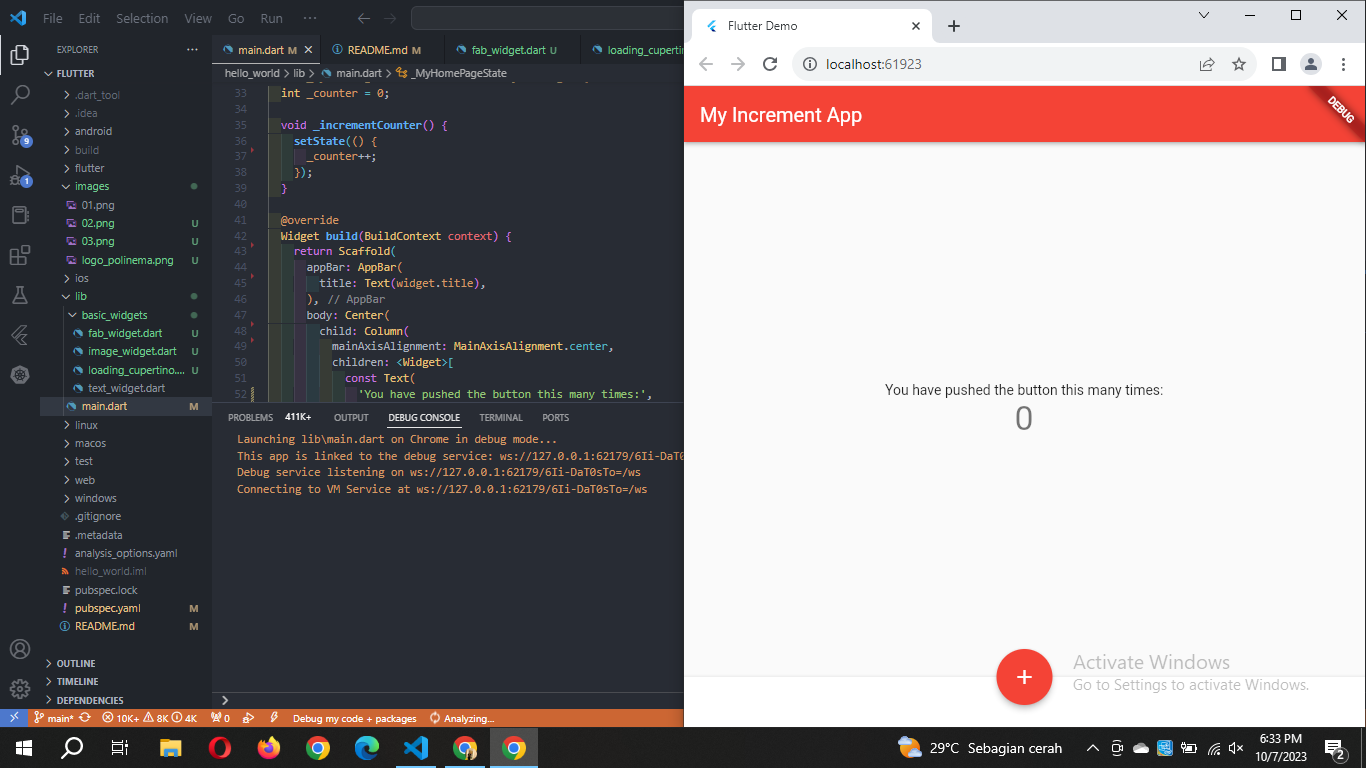 File Edit Selection View Go Run ···
EXPLORER ···
FLUTTER
.dart_tool
.idea
android
build
flutter
images
01.png
02.png U
03.png U
logo_polinema.png U
ios
lib
basic_widgets
fab_widget.dart U
image_widget.dart U
loading_cupertino.... U
text_widget.dart
main.dart M
linux
macos
test
web
windows
.gitignore
.metadata
analysis_options.yaml
hello_world.iml
pubspec.lock
pubspec.yaml M
README.md M
OUTLINE
TIMELINE
DEPENDENCIES
9
1
main.dart M
README.md M
fab_widget.dart U
loading_cupertin
hello_world > lib > main.dart > _MyHomePageState
33 int _counter = 0;
34
35 void _incrementCounter() {
36 setState(() {
37 _counter++;
38 });
39 }
40
41 @override
42 Widget build(BuildContext context) {
43 return Scaffold(
44 appBar: AppBar(
45 title: Text(widget.title),
46 ), // AppBar
47 body: Center(
48 child: Column(
49 mainAxisAlignment: MainAxisAlignment.center,
50 children: <Widget>[
51 const Text(
52 'You have pushed the button this many times:',
PROBLEMS 411K+ OUTPUT DEBUG CONSOLE TERMINAL PORTS
Launching lib\main.dart on Chrome in debug mode...
This app is linked to the debug service: ws://127.0.0.1:62179/6Ii-DaT0
Debug service listening on ws://127.0.0.1:62179/6Ii-DaT0sTo=/ws
Connecting to VM Service at ws://127.0.0.1:62179/6Ii-DaT0sTo=/ws
main* 10K+ 8K 4K 0 Debug my code + packages Analyzing...
Flutter Demo
localhost:61923
My Increment App
DEBUG
You have pushed the button this many times:
0
+
Activate Windows
Go to Settings to activate Windows.
29°C Sebagian cerah
6:33 PM
10/7/2023
2